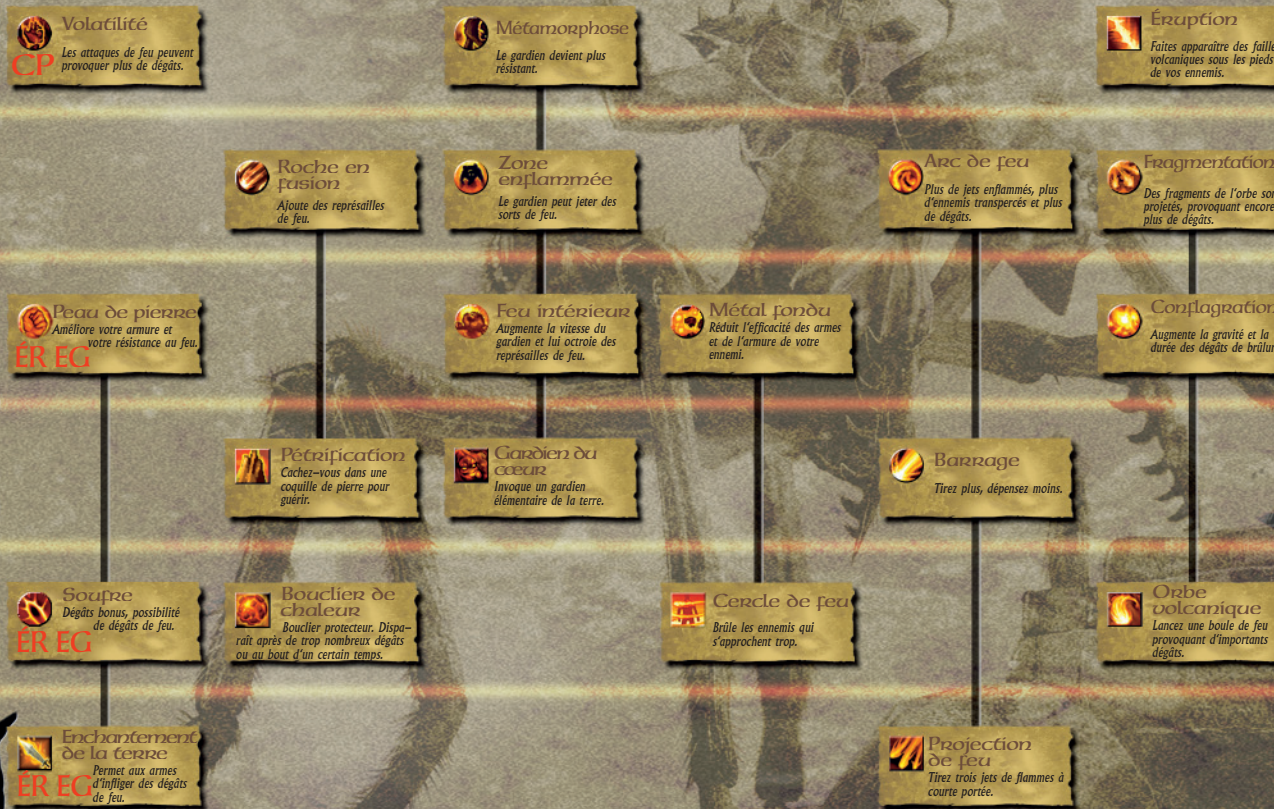 Volatilité
Les attaques de feu peuvent
provoquer plus de dégâts.
CP
Métamorphose
Le gardien devient plus
résistant.
Éruption
Faites apparaître des faille
volcaniques sous les pieds
de vos ennemis.
Roche en
fusion
Ajoute des représailles
de feu.
Zone
enflammée
Le gardien peut jeter des
sorts de feu.
Arc de feu
Plus de jets enflammés, plus
d'ennemis transpercés et plus
de dégâts.
Fragmentation
Des fragments de l'orbe son
projetés, provoquant encore
plus de dégâts.
Peau de pierre
Améliore votre armure et
votre résistance au feu.
ÉR EG
Feu intérieur
Augmente la vitesse du
gardien et lui octroie des
représailles de feu.
Métal fondu
Réduit l'efficacité des armes
et de l'armure de votre
ennemi.
Conflagration
Augmente la gravité et la
durée des dégâts de brûlur
Pétrification
Cachez-vous dans une
coquille de pierre pour
guérir.
Gardien du
cœur
Invoque un gardien
élémentaire de la terre.
Barrage
Tirez plus, dépensez moins.
Soufre
Dégâts bonus, possibilité
de dégâts de feu.
ÉR EG
Bouclier de
chaleur
Bouclier protecteur. Dispa-
raît après de trop nombreux dégâts
ou au bout d'un certain temps.
Cercle de feu
Brûle les ennemis qui
s'approchent trop.
Orbe
volcanique
Lancez une boule de feu
provoquant d'importants
dégâts.
Enchantement
de la terre
Permet aux armes
d'infliger des dégâts
de feu.
ÉR EG
Projection
de feu
Tirez trois jets de flammes à
courte portée.